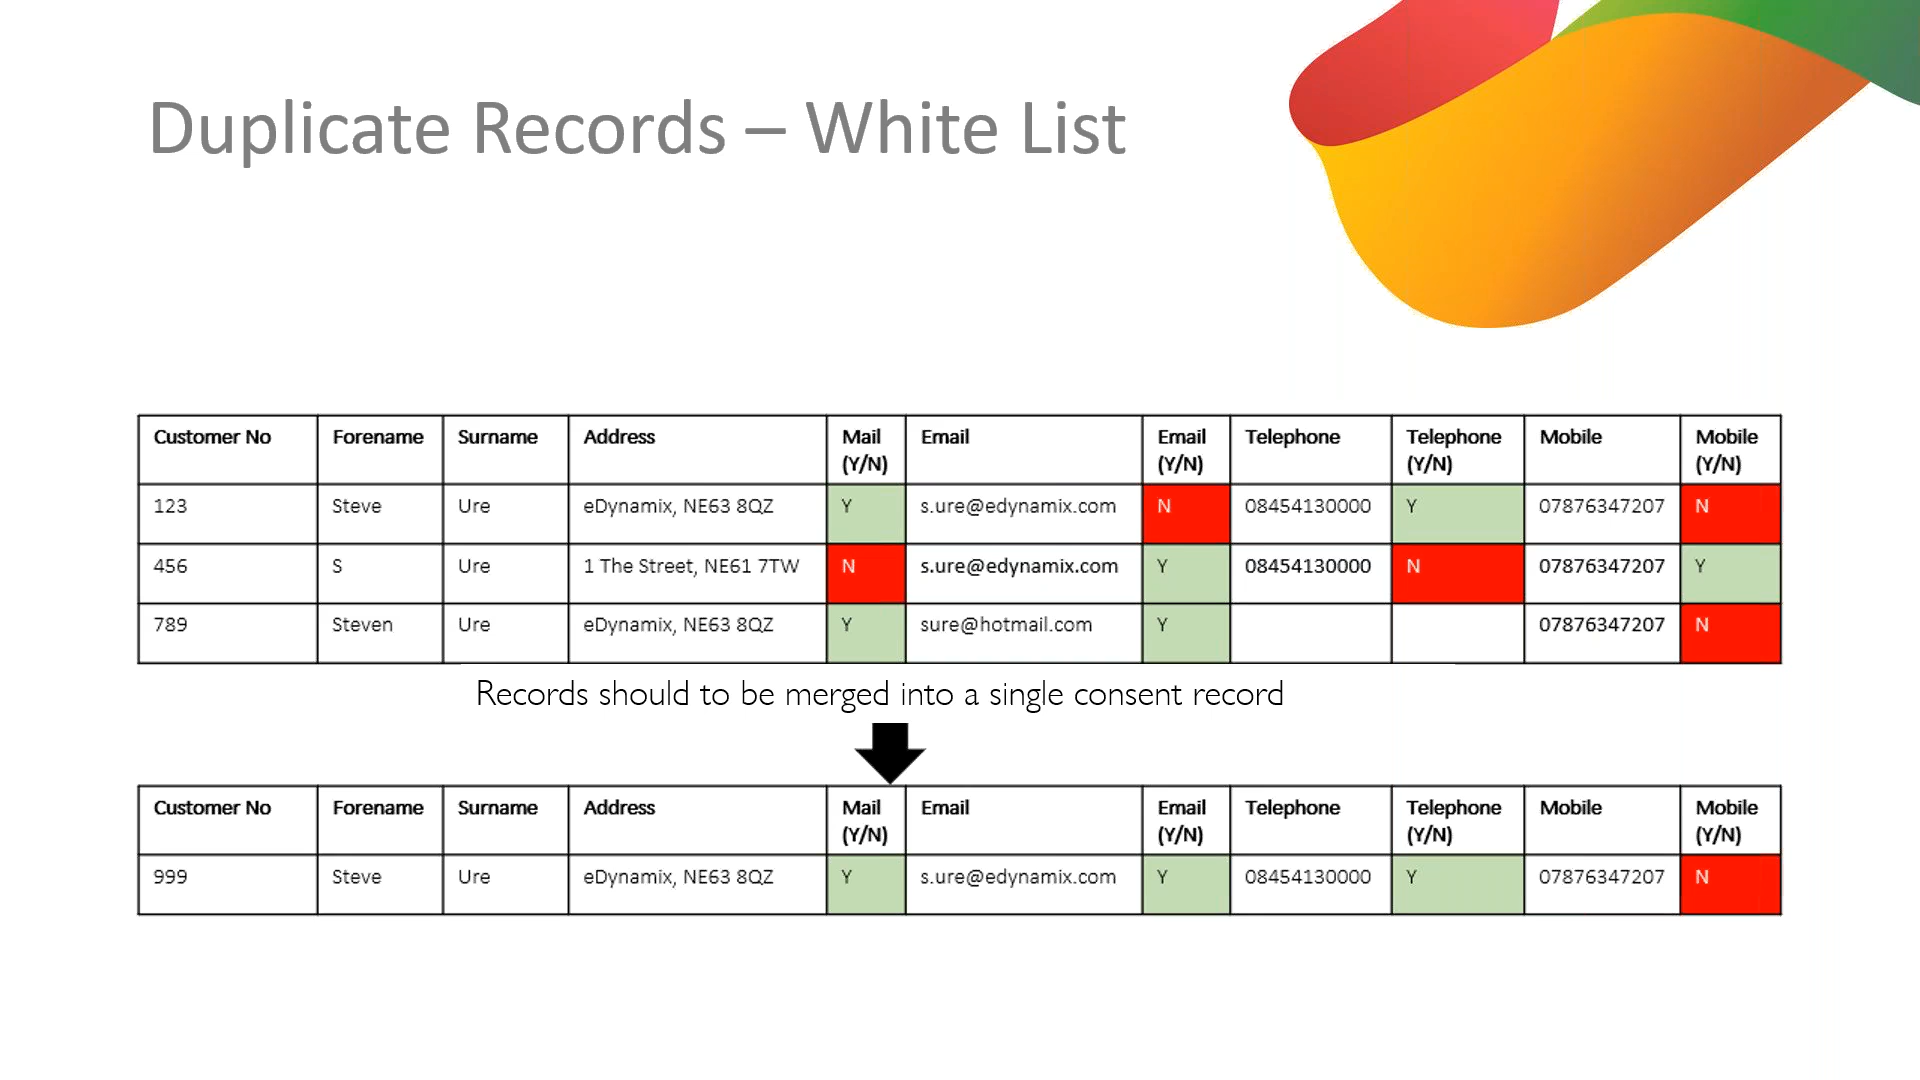 Duplicate Records – White List
Customer No Forename Surname Address Mail (Y/N) Email Email (Y/N) Telephone Telephone (Y/N) Mobile Mobile (Y/N)
123 Steve Ure eDynamix, NE63 8QZ Y s.ure@edynamix.com N 08454130000 Y 07876347207 N
456 S Ure 1 The Street, NE61 7TW N s.ure@edynamix.com Y 08454130000 N 07876347207 Y
789 Steven Ure eDynamix, NE63 8QZ Y sure@hotmail.com Y 07876347207 N
Records should to be merged into a single consent record
Customer No Forename Surname Address Mail (Y/N) Email Email (Y/N) Telephone Telephone (Y/N) Mobile Mobile (Y/N)
999 Steve Ure eDynamix, NE63 8QZ Y s.ure@edynamix.com Y 08454130000 Y 07876347207 N